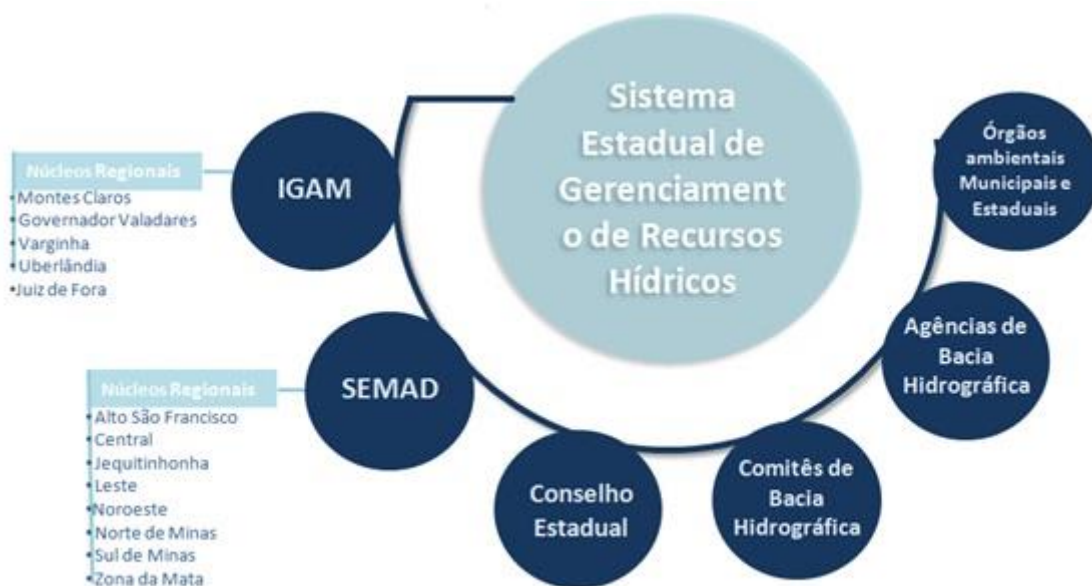 Sistema
Estadual de
Gerenciament
o de Recursos
Hídricos
IGAM
Núcleos Regionais
•Montes Claros
•Governador Valadares
•Varginha
•Uberlândia
•Juiz de Fora
SEMAD
Núcleos Regionais
•Alto São Francisco
•Central
•Jequitinhonha
•Leste
•Noroeste
•Norte de Minas
•Sul de Minas
•Zona da Mata
Conselho
Estadual
Comitês de
Bacia
Hidrográfica
Agências de
Bacia
Hidrográfica
Órgãos
ambientais
Municipais e
Estaduais